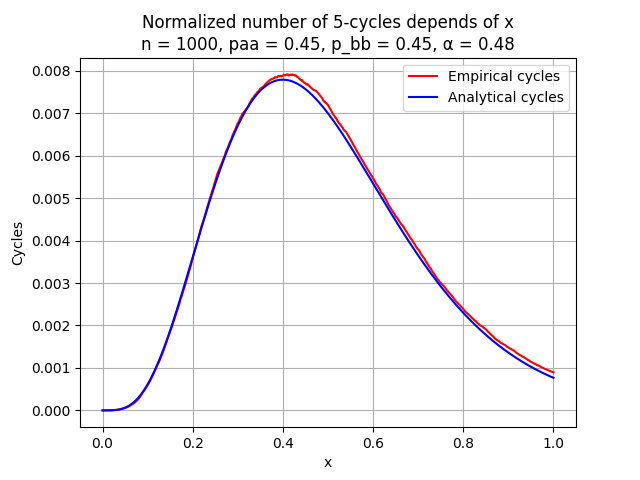 Normalized number of 5-cycles depends of x
n = 1000, paa = 0.45, p_bb = 0.45, α = 0.48
Empirical cycles
Analytical cycles
Cycles
0.008
0.007
0.006
0.005
0.004
0.003
0.002
0.001
0.000
0.0 0.2 0.4 0.6 0.8 1.0
x